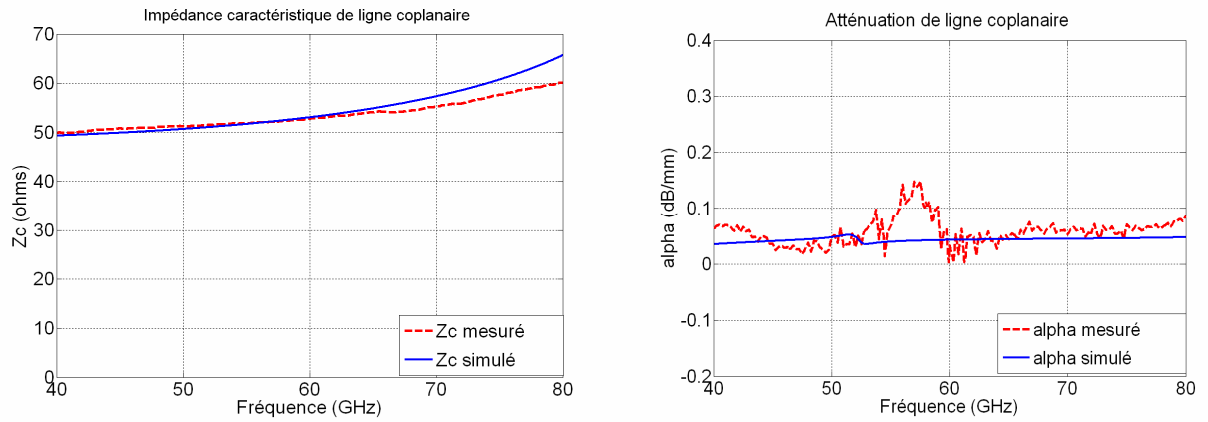 Impédance caractéristique de ligne coplanaire
70
60
50
40
30
20
10
0
Zc (ohms)
40 50 60 70 80
Fréquence (GHz)
Zc mesuré
Zc simulé
Atténuation de ligne coplanaire
0.4
0.3
0.2
0.1
0
-0.1
-0.2
alpha (dB/mm)
40 50 60 70 80
Fréquence (GHz)
alpha mesuré
alpha simulé